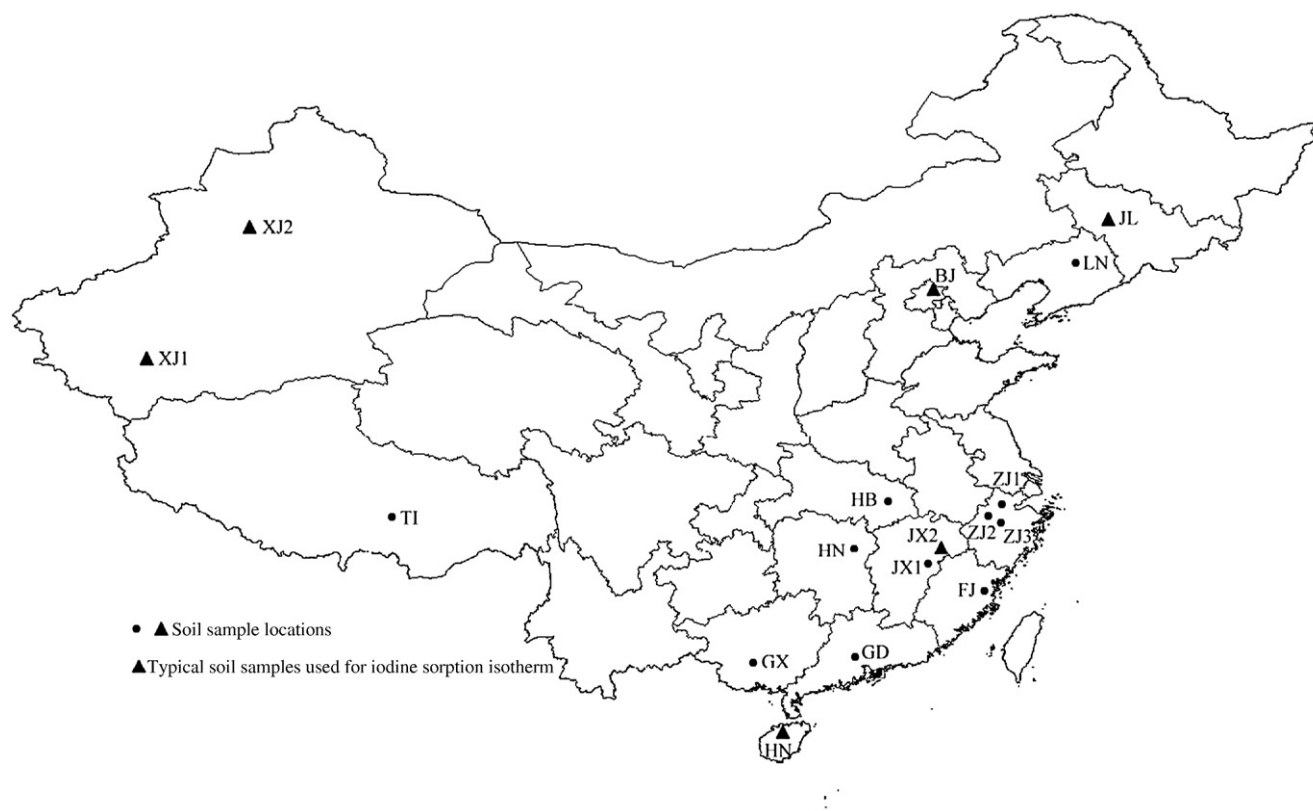 XJ2
JL
LN
BJ
XJ1
ZJ1
HB
TI
ZJ2
ZJ3
JX2
HN
JX1
FJ
Soil sample locations
GX
GD
Typical soil samples used for iodine sorption isotherm
HN